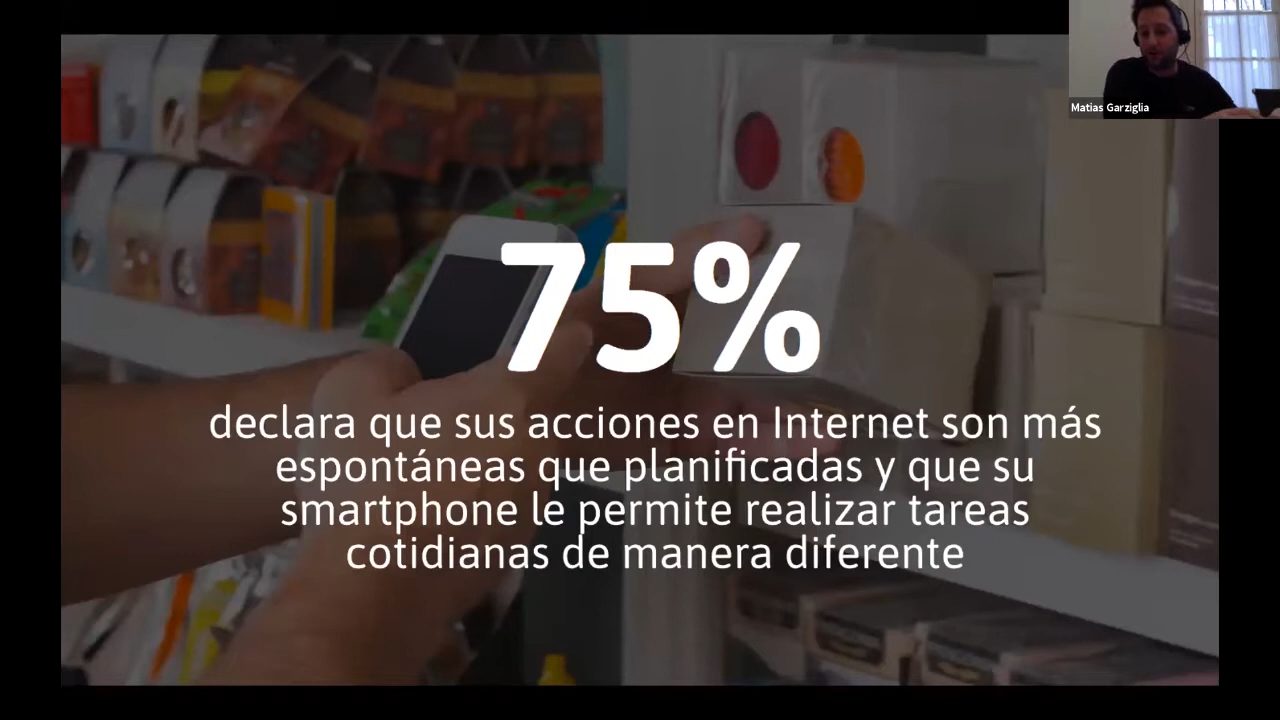 Matias Garziglia
75%
declara que sus acciones en Internet son más
espontáneas que planificadas y que su
smartphone le permite realizar tareas
cotidianas de manera diferente